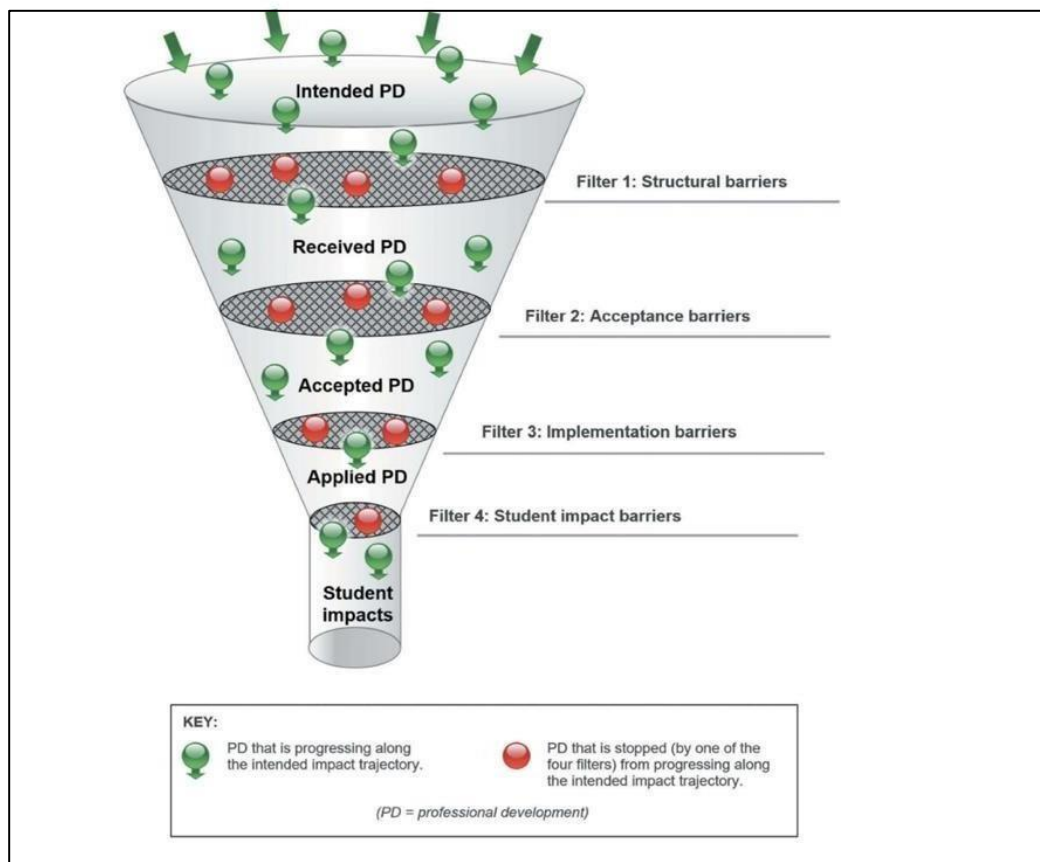 Intended PD
Filter 1: Structural barriers
Received PD
Filter 2: Acceptance barriers
Accepted PD
Filter 3: Implementation barriers
Applied PD
Filter 4: Student impact barriers
Student
impacts
KEY:
PD that is progressing along
the intended impact trajectory.
PD that is stopped (by one of the
four filters) from progressing along
the intended impact trajectory.
(PD = professional development)